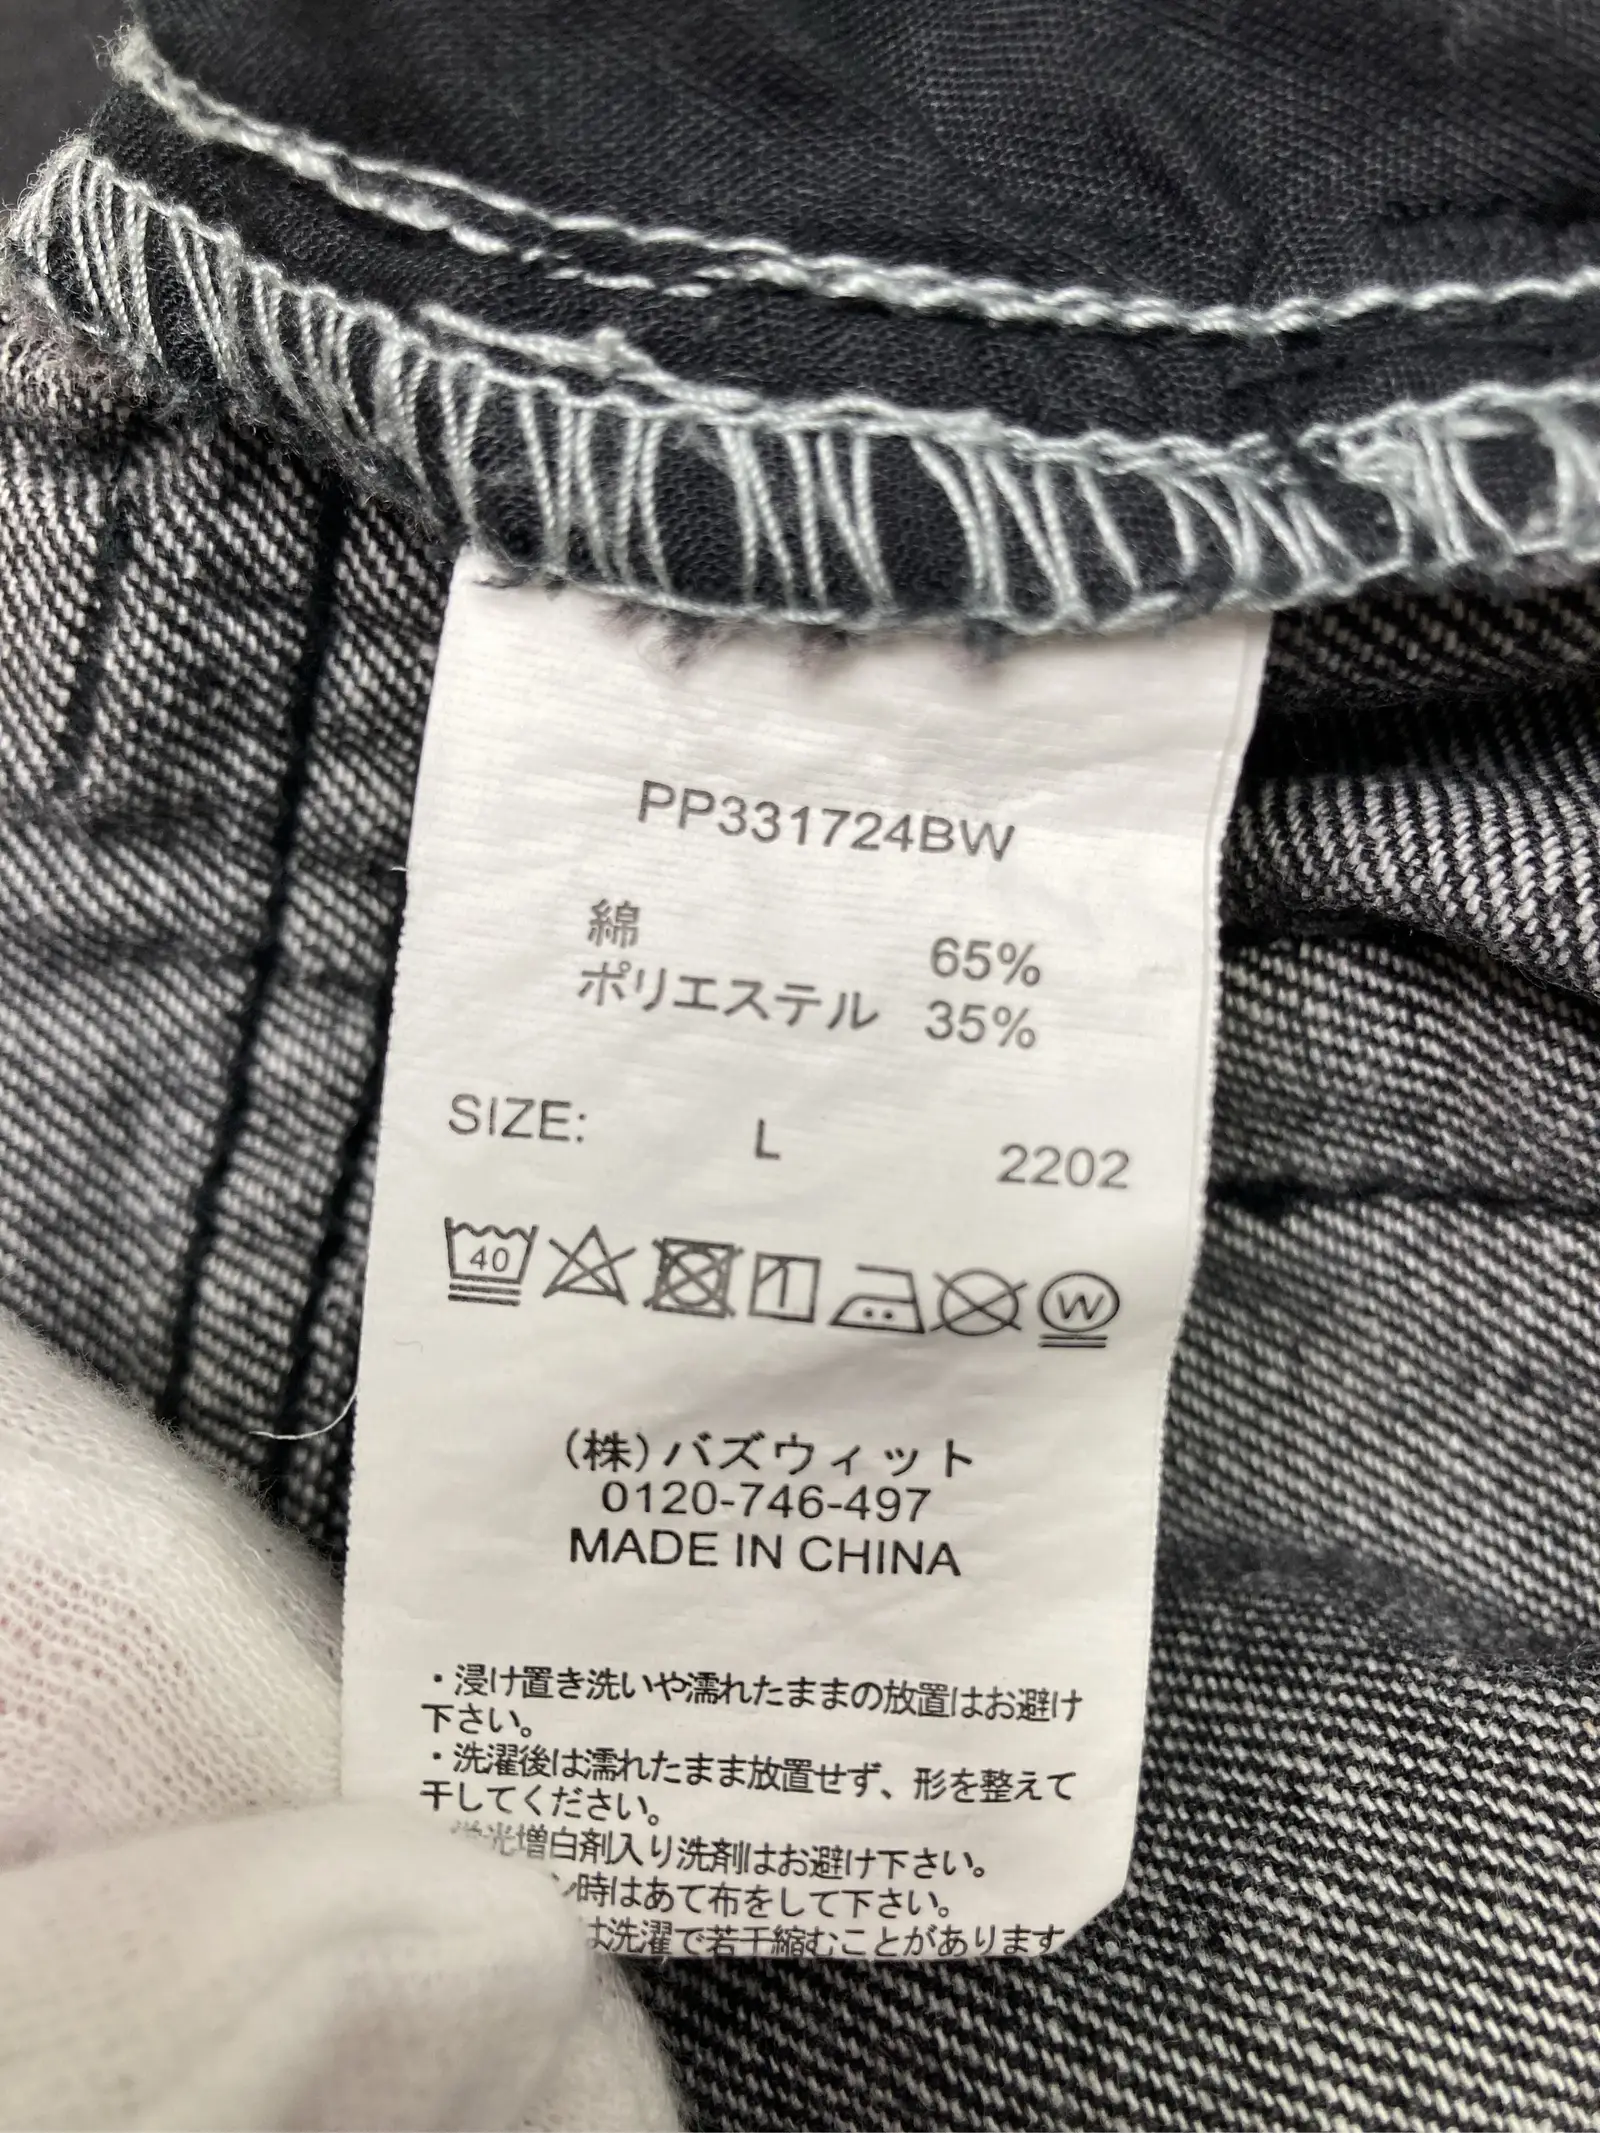 PP331724BW
綿 65%
ポリエステル 35%
SIZE: L 2202
40
W
(株)バズウィット
0120-746-497
MADE IN CHINA
・浸け置き洗いや濡れたままの放置はお避け
下さい。
・洗濯後は濡れたまま放置せず、形を整えて
干してください。
蛍光増白剤入り洗剤はお避け下さい。
ン時はあて布をして下さい。
は洗濯で若干縮むことがあります